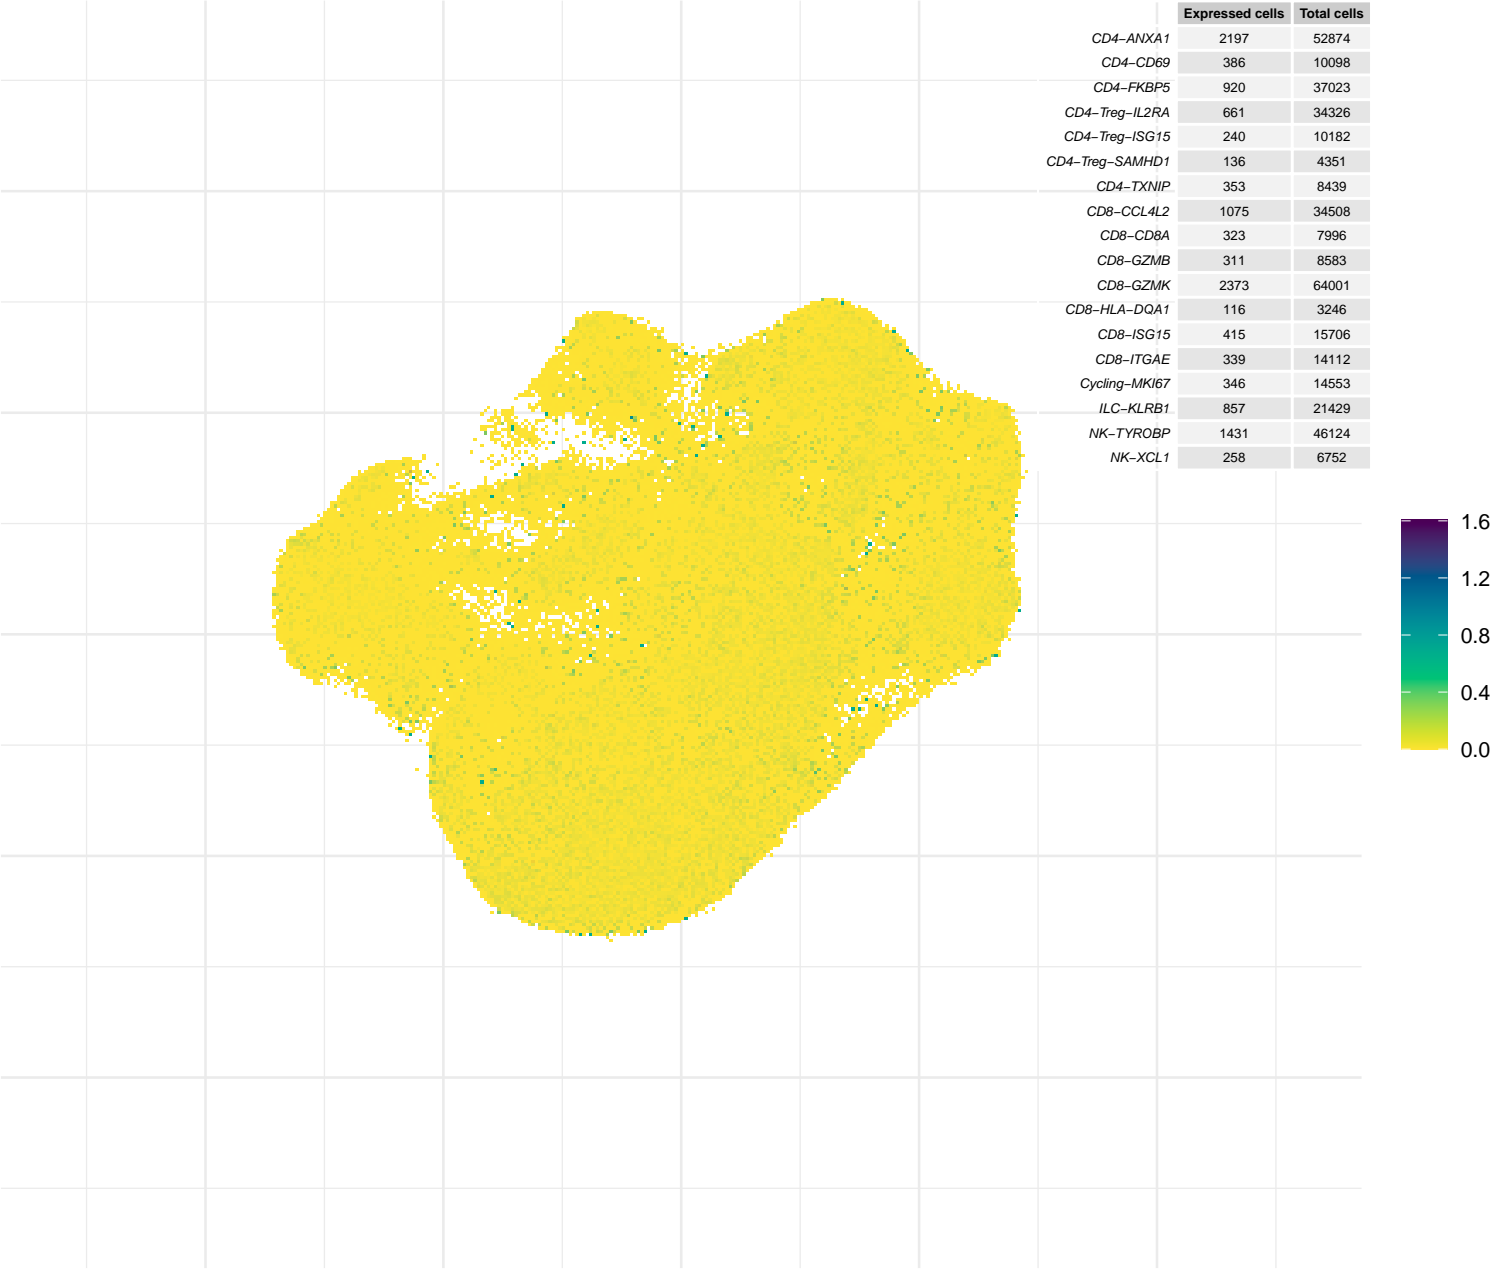 Expressed cells Total cells
CD4−ANXA1 2197 52874
CD4−CD69 386 10098
CD4−FKBP5 920 37023
CD4−Treg−IL2RA 661 34326
CD4−Treg−ISG15 240 10182
CD4−Treg−SAMHD1 136 4351
CD4−TXNIP 353 8439
CD8−CCL4L2 1075 34508
CD8−CD8A 323 7996
CD8−GZMB 311 8583
CD8−GZMK 2373 64001
CD8−HLA−DQA1 116 3246
CD8−ISG15 415 15706
CD8−ITGAE 339 14112
Cycling−MKI67 346 14553
ILC−KLRB1 857 21429
NK−TYROBP 1431 46124
NK−XCL1 258 6752
1.6
1.2
0.8
0.4
0.0